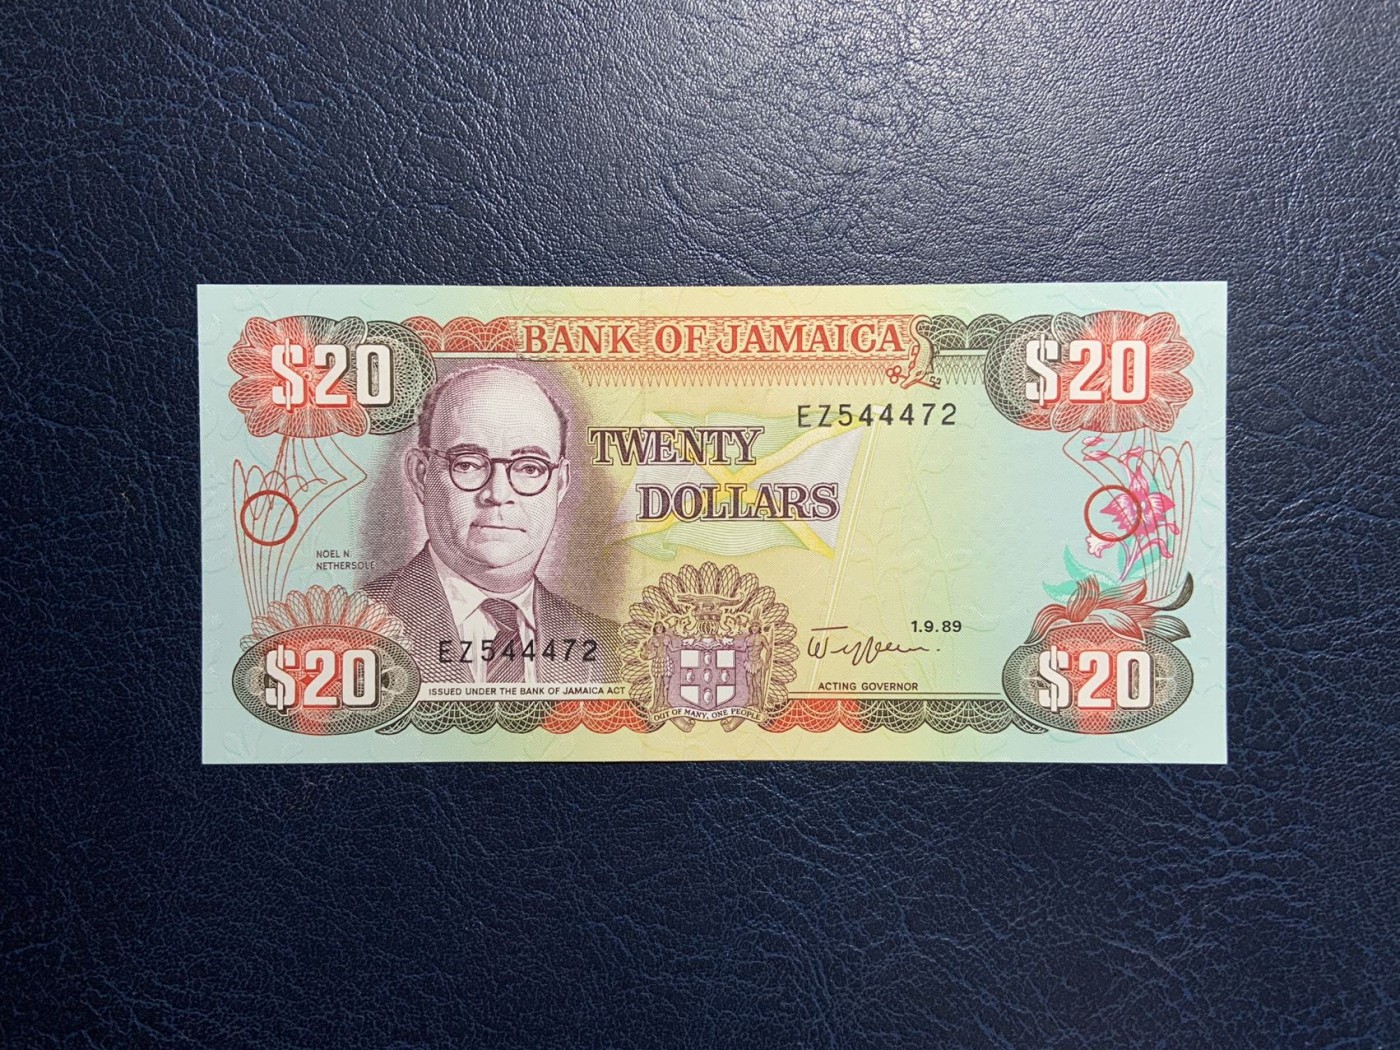 $20
BANK OF JAMAICA
$20
EZ544472
TWENTY
DOLLARS
NOEL N.
NETHERSOLE
1.9.89
EZ544472
$20
ISSUED UNDER THE BANK OF JAMAICA ACT
OUT OF MANY, ONE PEOPLE
ACTING GOVERNOR
$20